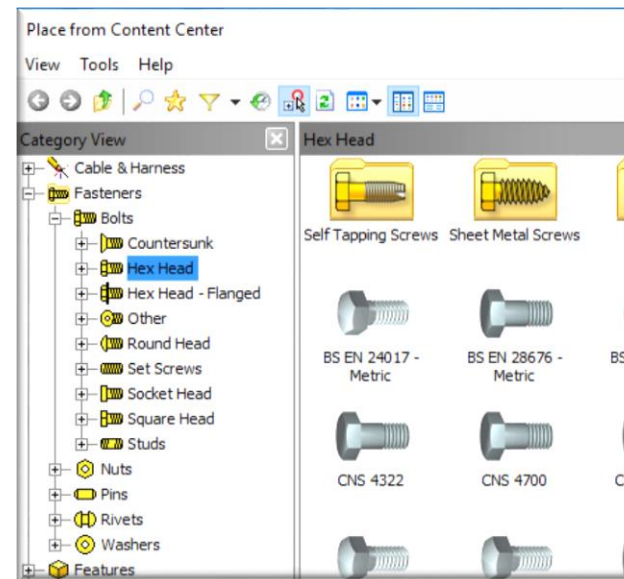 Place from Content Center
View Tools Help
Category View
Cable & Harness
Fasteners
Bolts
Countersunk
Hex Head
Hex Head - Flanged
Other
Round Head
Set Screws
Socket Head
Square Head
Studs
Nuts
Pins
Rivets
Washers
Features
Hex Head
Self Tapping Screws Sheet Metal Screws
BS EN 24017 - BS EN 28676 - BS
Metric Metric
CNS 4322 CNS 4700 C